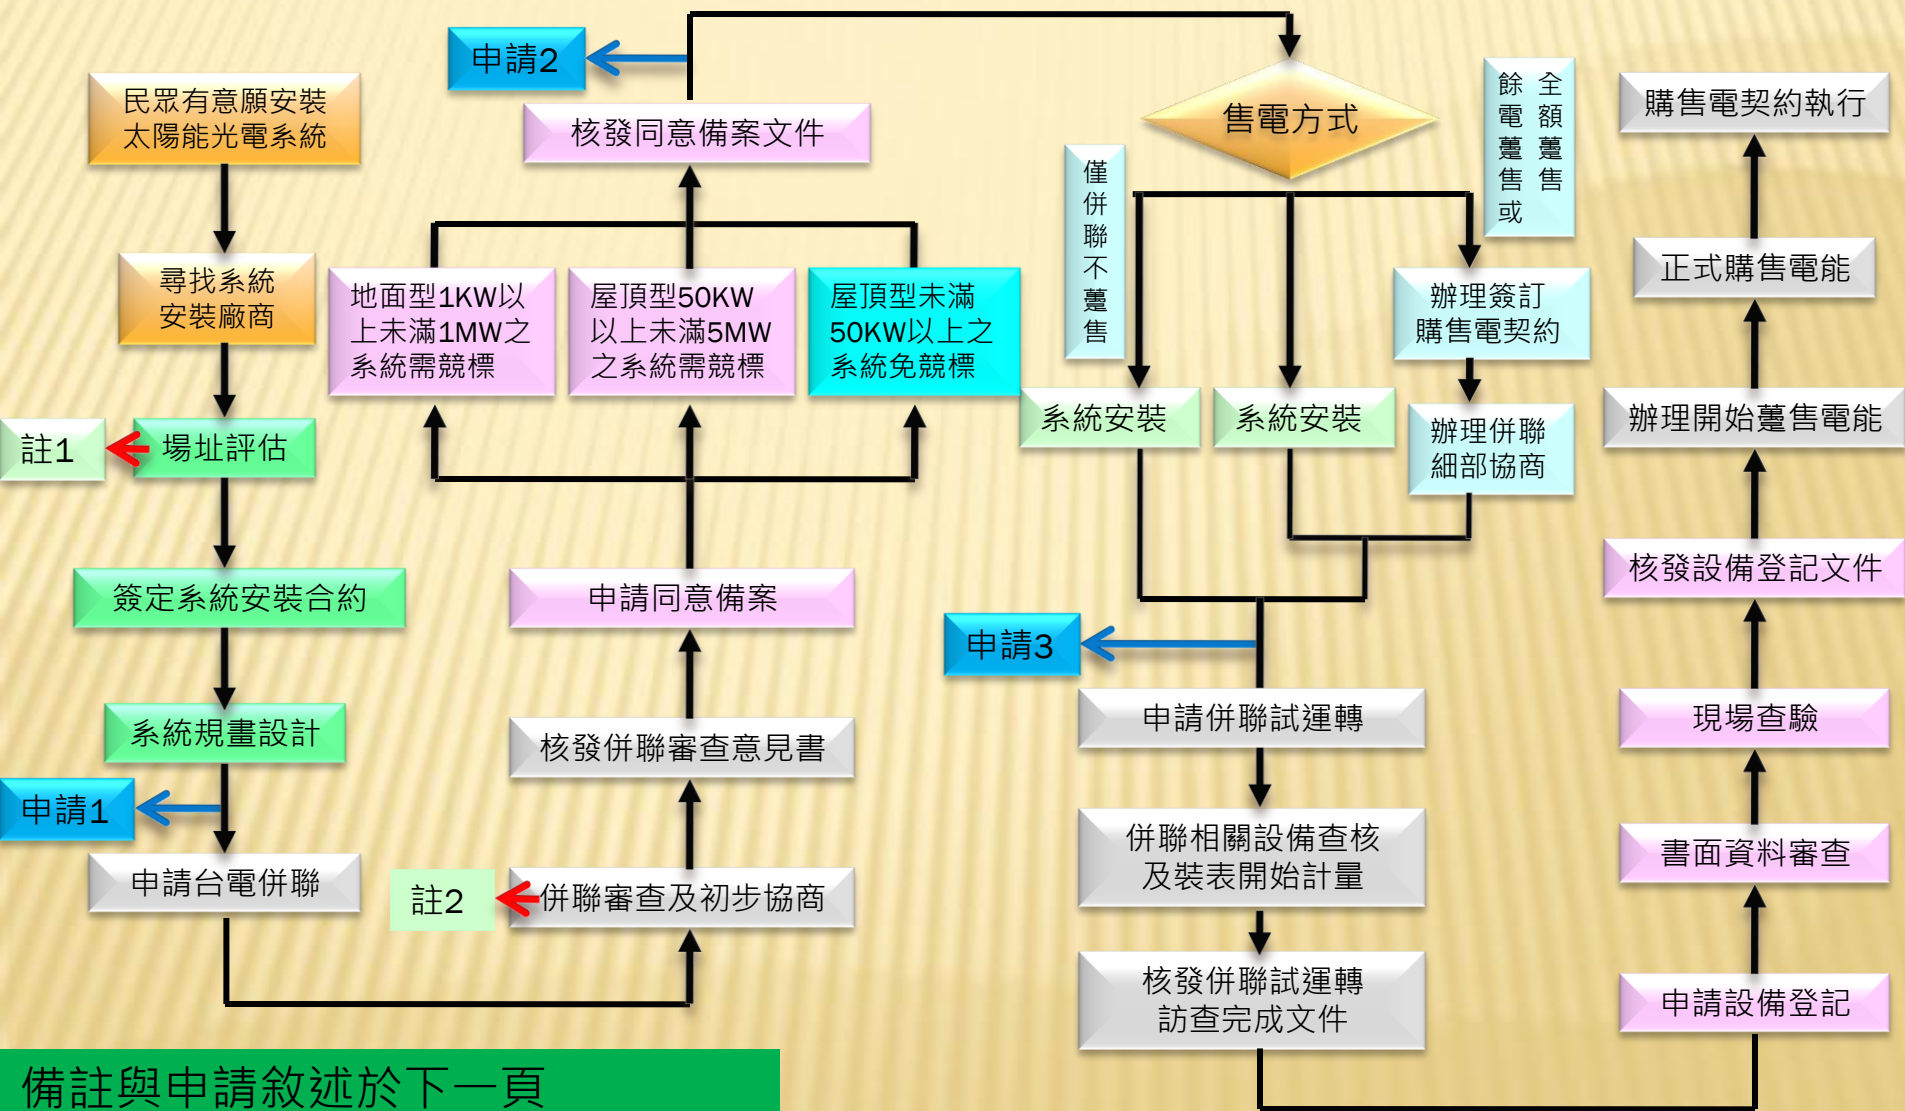 民眾有意願安裝
太陽能光電系統
尋找系統
安裝廠商
註1
場址評估
簽定系統安裝合約
系統規畫設計
申請1
申請台電併聯
註2
併聯審查及初步協商
核發併聯審查意見書
申請同意備案
地面型1KW以
上未滿1MW之
系統需競標
屋頂型50KW
以上未滿5MW
之系統需競標
屋頂型未滿
50KW以上之
系統免競標
核發同意備案文件
申請2
售電方式
僅併聯不躉售
全額躉售
餘電躉售或
系統安裝
系統安裝
辦理簽訂
購售電契約
辦理併聯
細部協商
申請3
申請併聯試運轉
併聯相關設備查核
及裝表開始計量
核發併聯試運轉
訪查完成文件
申請設備登記
書面資料審查
現場查驗
核發設備登記文件
辦理開始躉售電能
正式購售電能
購售電契約執行
備註與申請敘述於下一頁